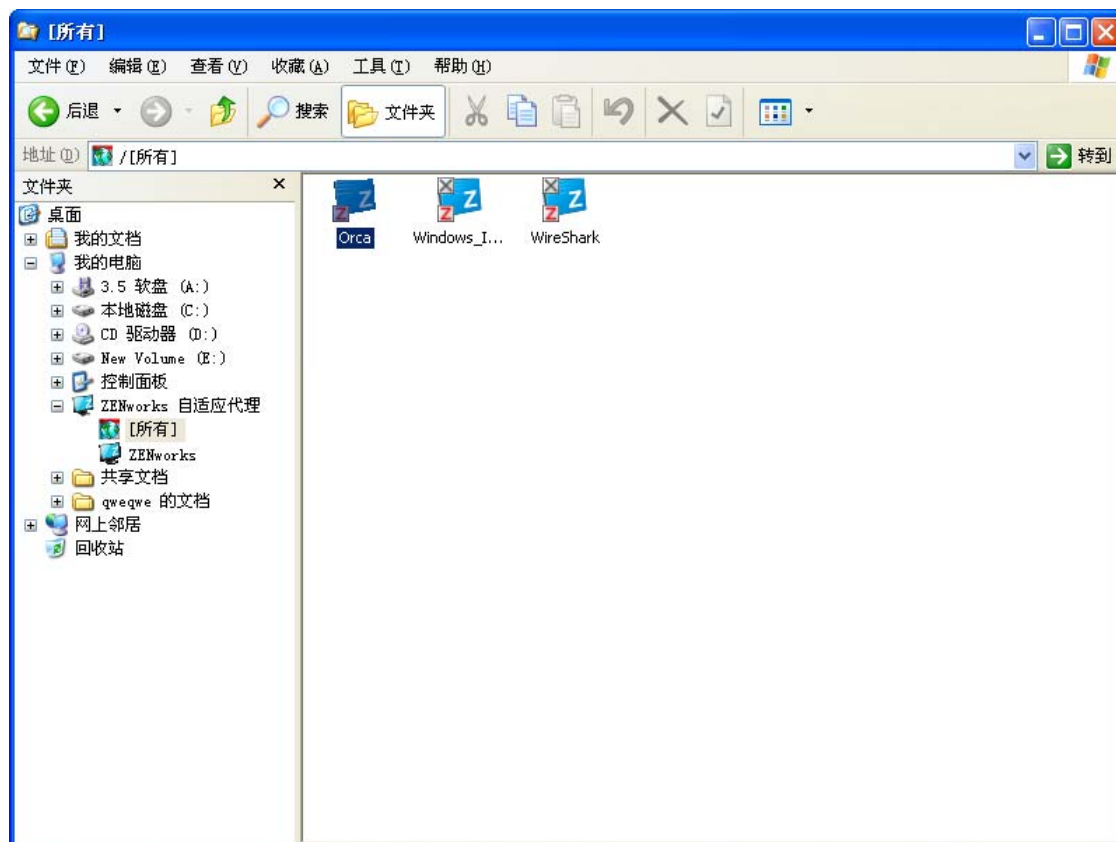 [所有]
文件(F) 编辑(E) 查看(V) 收藏(A) 工具(T) 帮助(H)
后退 搜索 文件夹
地址(D) /[所有] 转到
文件夹
桌面
我的文档
我的电脑
3.5 软盘 (A:)
本地磁盘 (C:)
CD 驱动器 (D:)
New Volume (E:)
控制面板
ZENworks 自适应代理
[所有]
ZENworks
共享文档
qweqwe 的文档
网上邻居
回收站
Orca Windows_I... WireShark